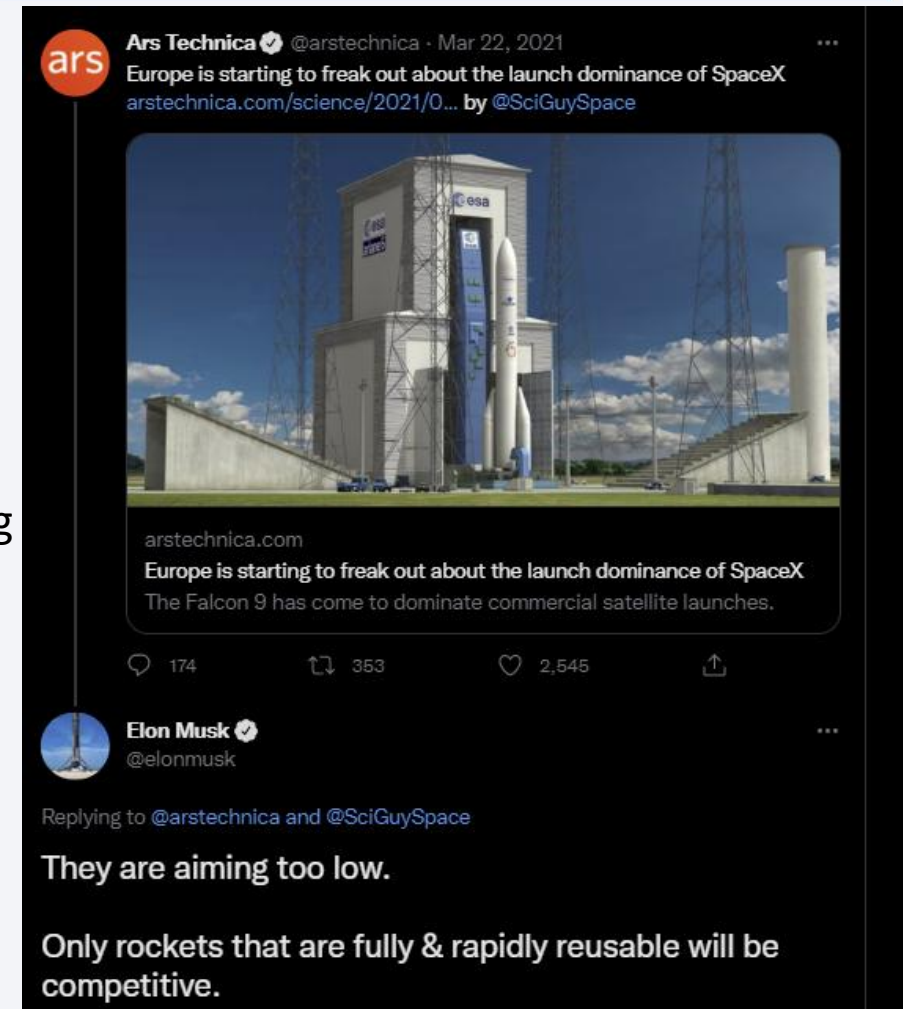 ars
Ars Technica @arstechnica · Mar 22, 2021
Europe is starting to freak out about the launch dominance of SpaceX
arstechnica.com/science/2021/0... by @SciGuySpace
esa
esa
arstechnica.com
Europe is starting to freak out about the launch dominance of SpaceX
The Falcon 9 has come to dominate commercial satellite launches.
174 353 2,545
Elon Musk
@elonmusk
Replying to @arstechnica and @SciGuySpace
They are aiming too low.
Only rockets that are fully & rapidly reusable will be
competitive.
g